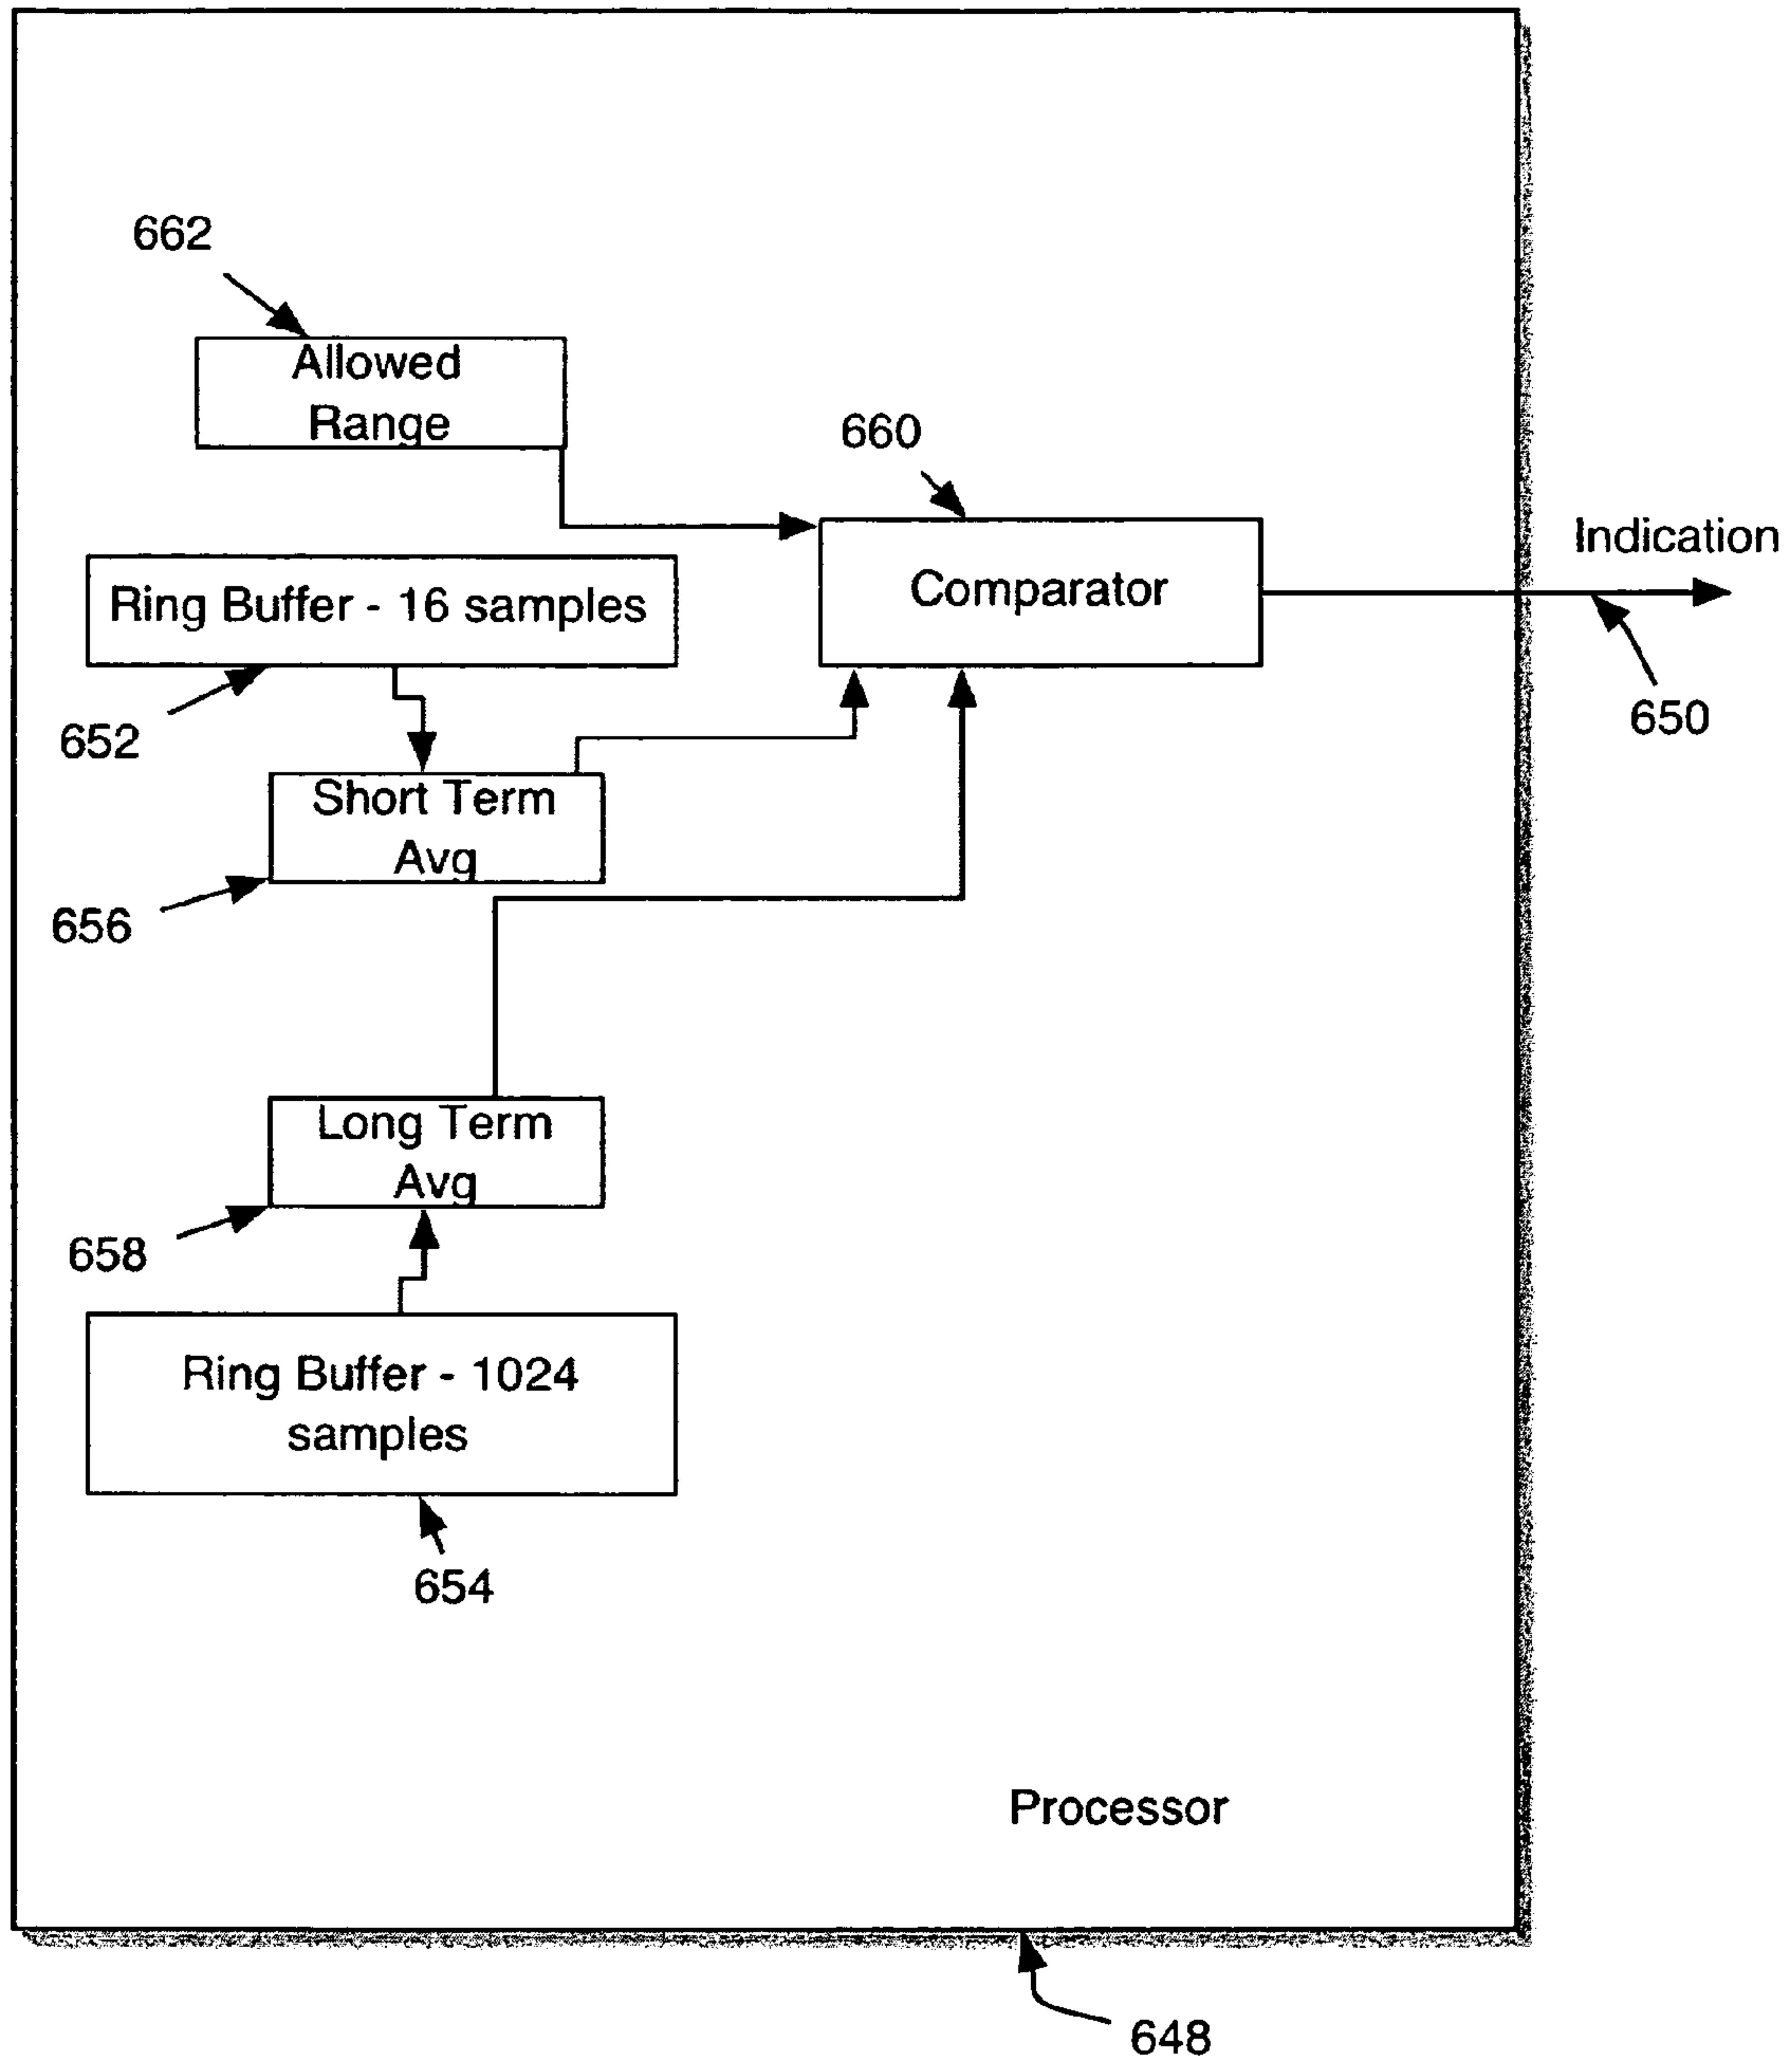 662
Allowed
Range
660
Indication
Comparator
Ring Buffer - 16 samples
650
652
Short Term
Avg
656
Long Term
Avg
658
Ring Buffer - 1024
samples
654
Processor
648